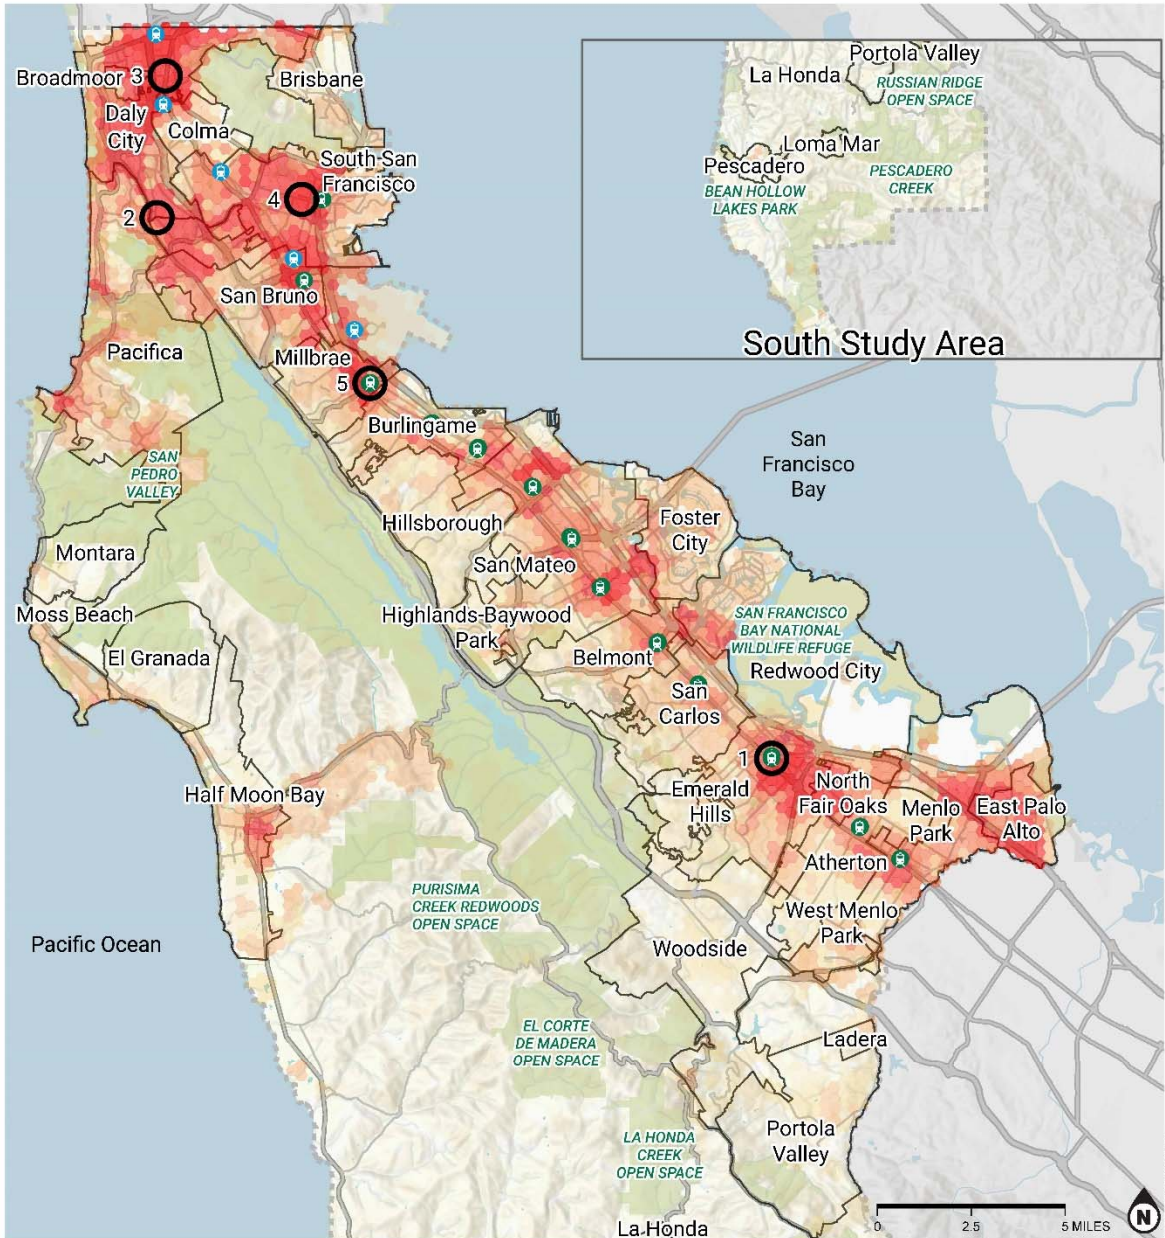 Broadmoor
3
Brisbane
Daly
City
Colma
South San
Francisco
4
2
San Bruno
Pacifica
Millbrae
5
Burlingame
SAN
PEDRO
VALLEY
Hillsborough
Foster
City
San Mateo
Montara
Moss Beach
Highlands-Baywood
Park
El Granada
Belmont
SAN FRANCISCO
BAY NATIONAL
WILDLIFE REFUGE
Redwood City
San
Carlos
1
Half Moon Bay
Emerald
Hills
North
Fair Oaks
Menlo
Park
East Palo
Alto
Atherton
PURISIMA
CREEK REDWOODS
OPEN SPACE
West Menlo
Park
Pacific Ocean
Woodside
EL CORTE
DE MADERA
OPEN SPACE
Ladera
LA HONDA
CREEK
OPEN SPACE
Portola
Valley
La Honda
San
Francisco
Bay
Portola Valley
La Honda
RUSSIAN RIDGE
OPEN SPACE
Loma Mar
Pescadero
PESCADERO
CREEK
BEAN HOLLOW
LAKES PARK
South Study Area
0 2.5 5 MILES
N